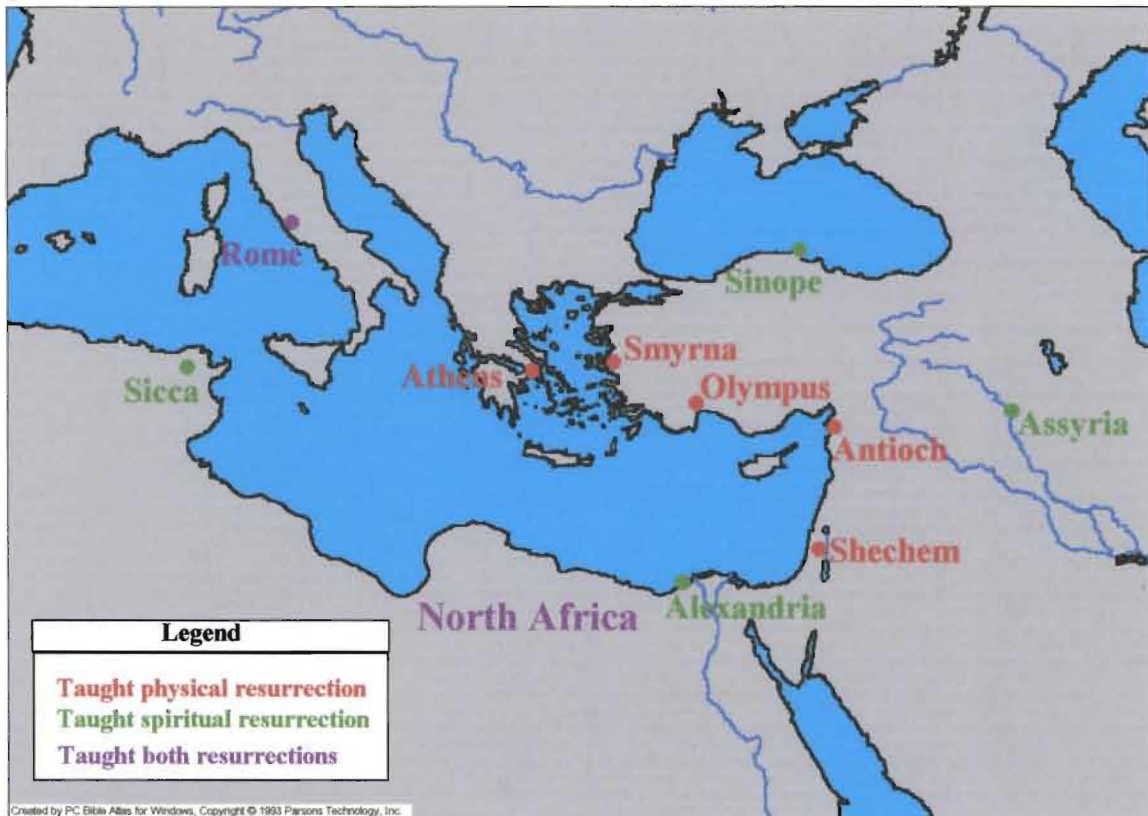 Rome
Sinope
Smyrna
Athens
Sicca
Olympus
Assyria
Antioch
Shechem
Alexandria
North Africa
Legend
Taught physical resurrection
Taught spiritual resurrection
Taught both resurrections
Created by PC Bible Atlas for Windows, Copyright © 1993 Parsons Technology, Inc.